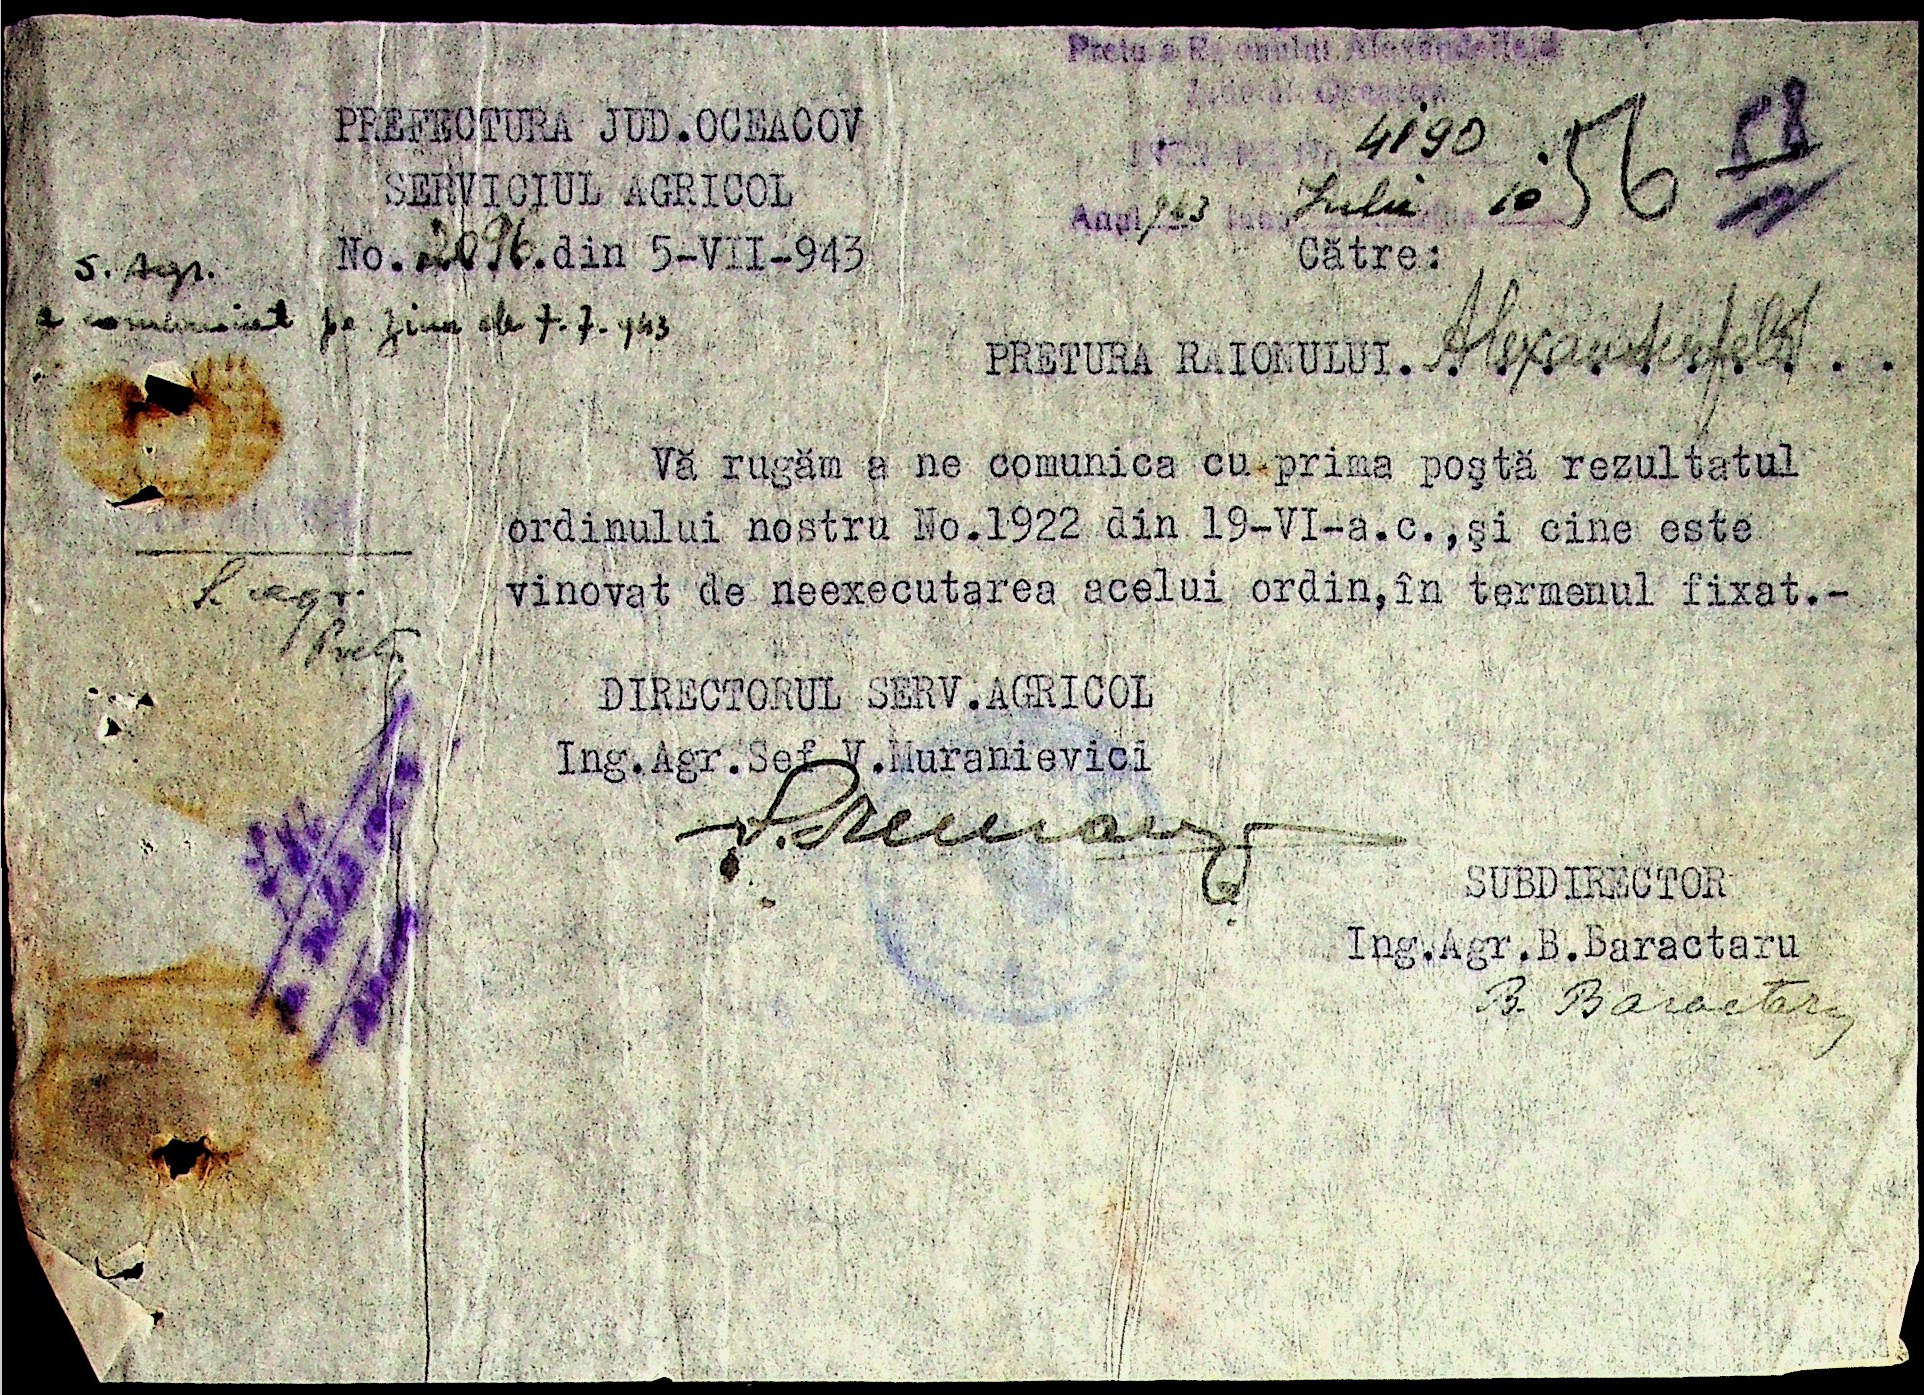 Raionului
4190
56
58
943 Iulie 10
PREFECTURA JUD.OCEACOV
SERVICIUL AGRICOL
No. 2096 .din 5-VII-943
Către:
S. Agr.
a comunicat pe ziua de 7.7.943
PRETURA RAIONULUI. Alexanderfeld . .
Vă rugăm a ne comunica cu prima poştă rezultatul
ordinului nostru No.1922 din 19-VI-a.c.,şi cine este
vinovat de neexecutarea acelui ordin,în termenul fixat.-
S. agr.
DIRECTORUL SERV.AGRICOL
Ing.Agr.Sef V.Muranievici
SUBDIRECTOR
Ing.Agr.B.Baractaru
B. Baractaru